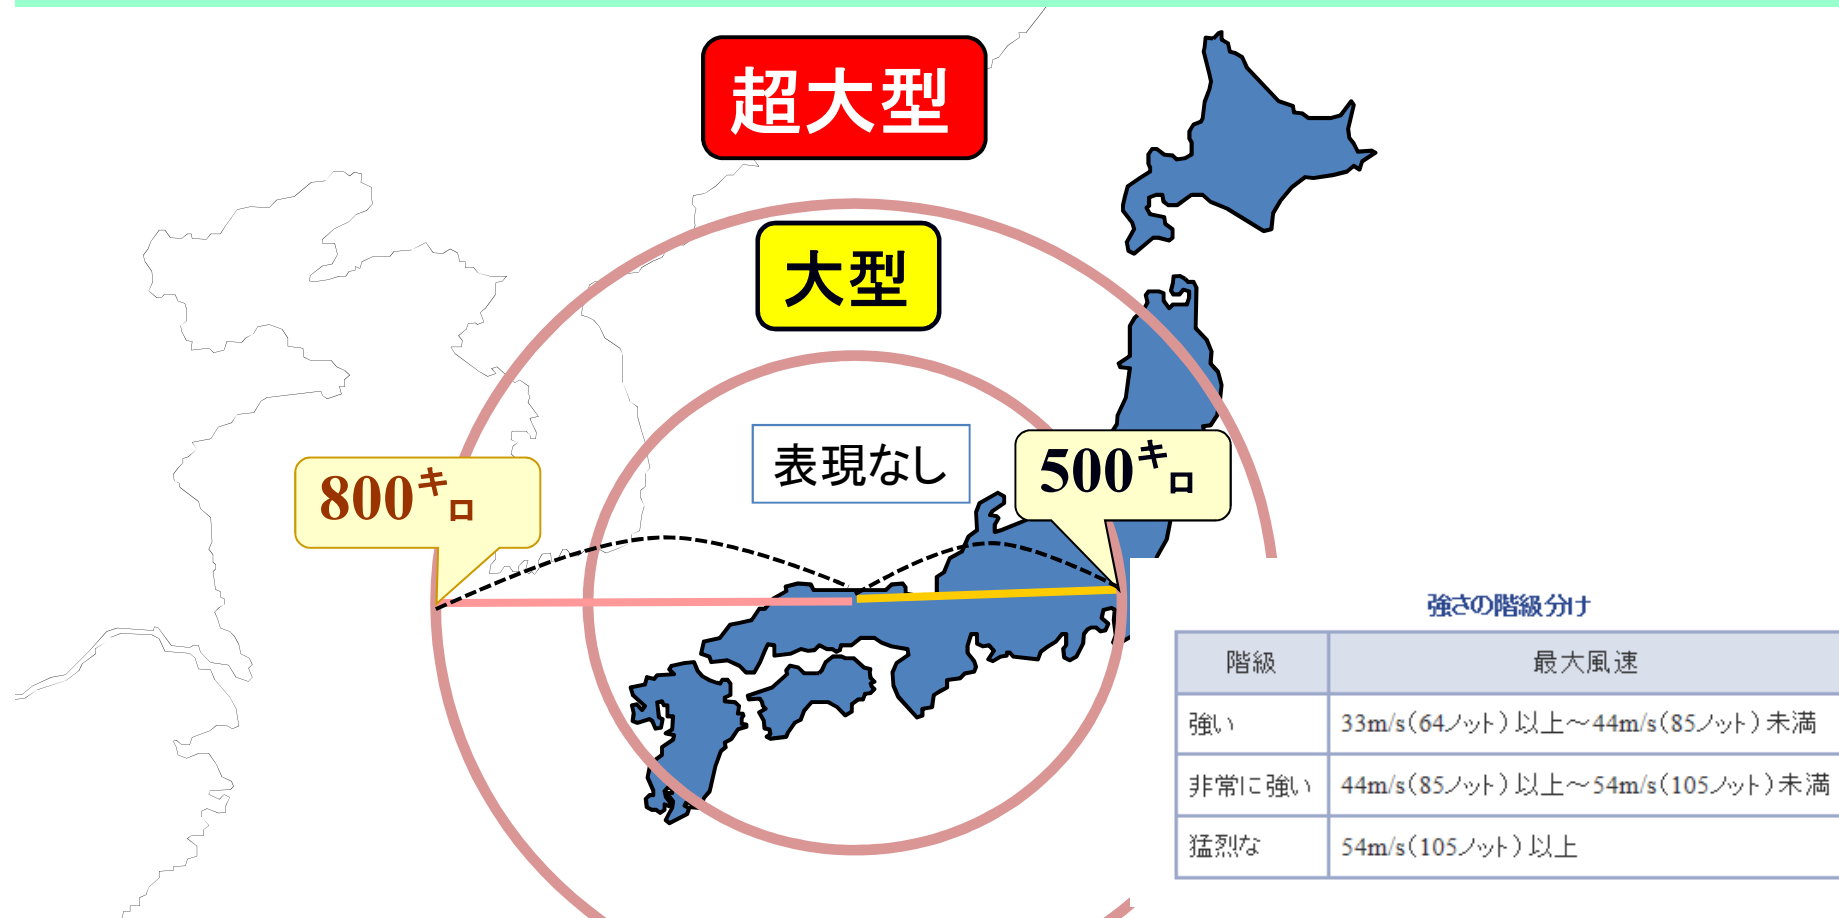 超大型
大型
表現なし
800キロ
500キロ
強さの階級分け
階級 最大風速
強い 33m/s(64ノット)以上～44m/s(85ノット)未満
非常に強い 44m/s(85ノット)以上～54m/s(105ノット)未満
猛烈な 54m/s(105ノット)以上